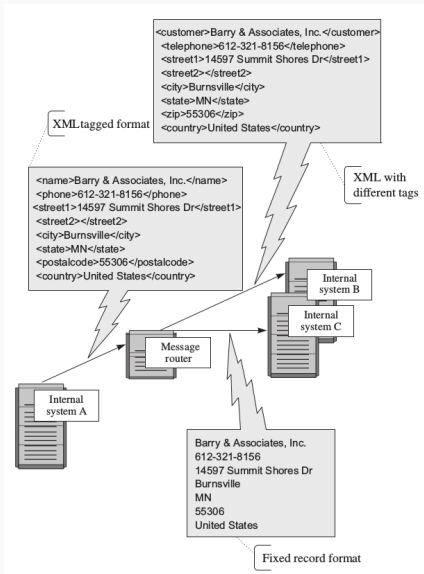 <customer>Barry & Associates, Inc.</customer>
<telephone>612-321-8156</telephone>
<street1>14597 Summit Shores Dr</street1>
<street2></street2>
<city>Burnsville</city>
<state>MN</state>
<zip>55306</zip>
<country>United States</country>
XML tagged format
XML with
different tags
<name>Barry & Associates, Inc.</name>
<phone>612-321-8156</phone>
<street1>14597 Summit Shores Dr</street1>
<street2></street2>
<city>Burnsville</city>
<state>MN</state>
<postalcode>55306</postalcode>
<country>United States</country>
Internal
system B
Internal
system C
Message
router
Internal
system A
Barry & Associates, Inc.
612-321-8156
14597 Summit Shores Dr
Burnsville
MN
55306
United States
Fixed record format